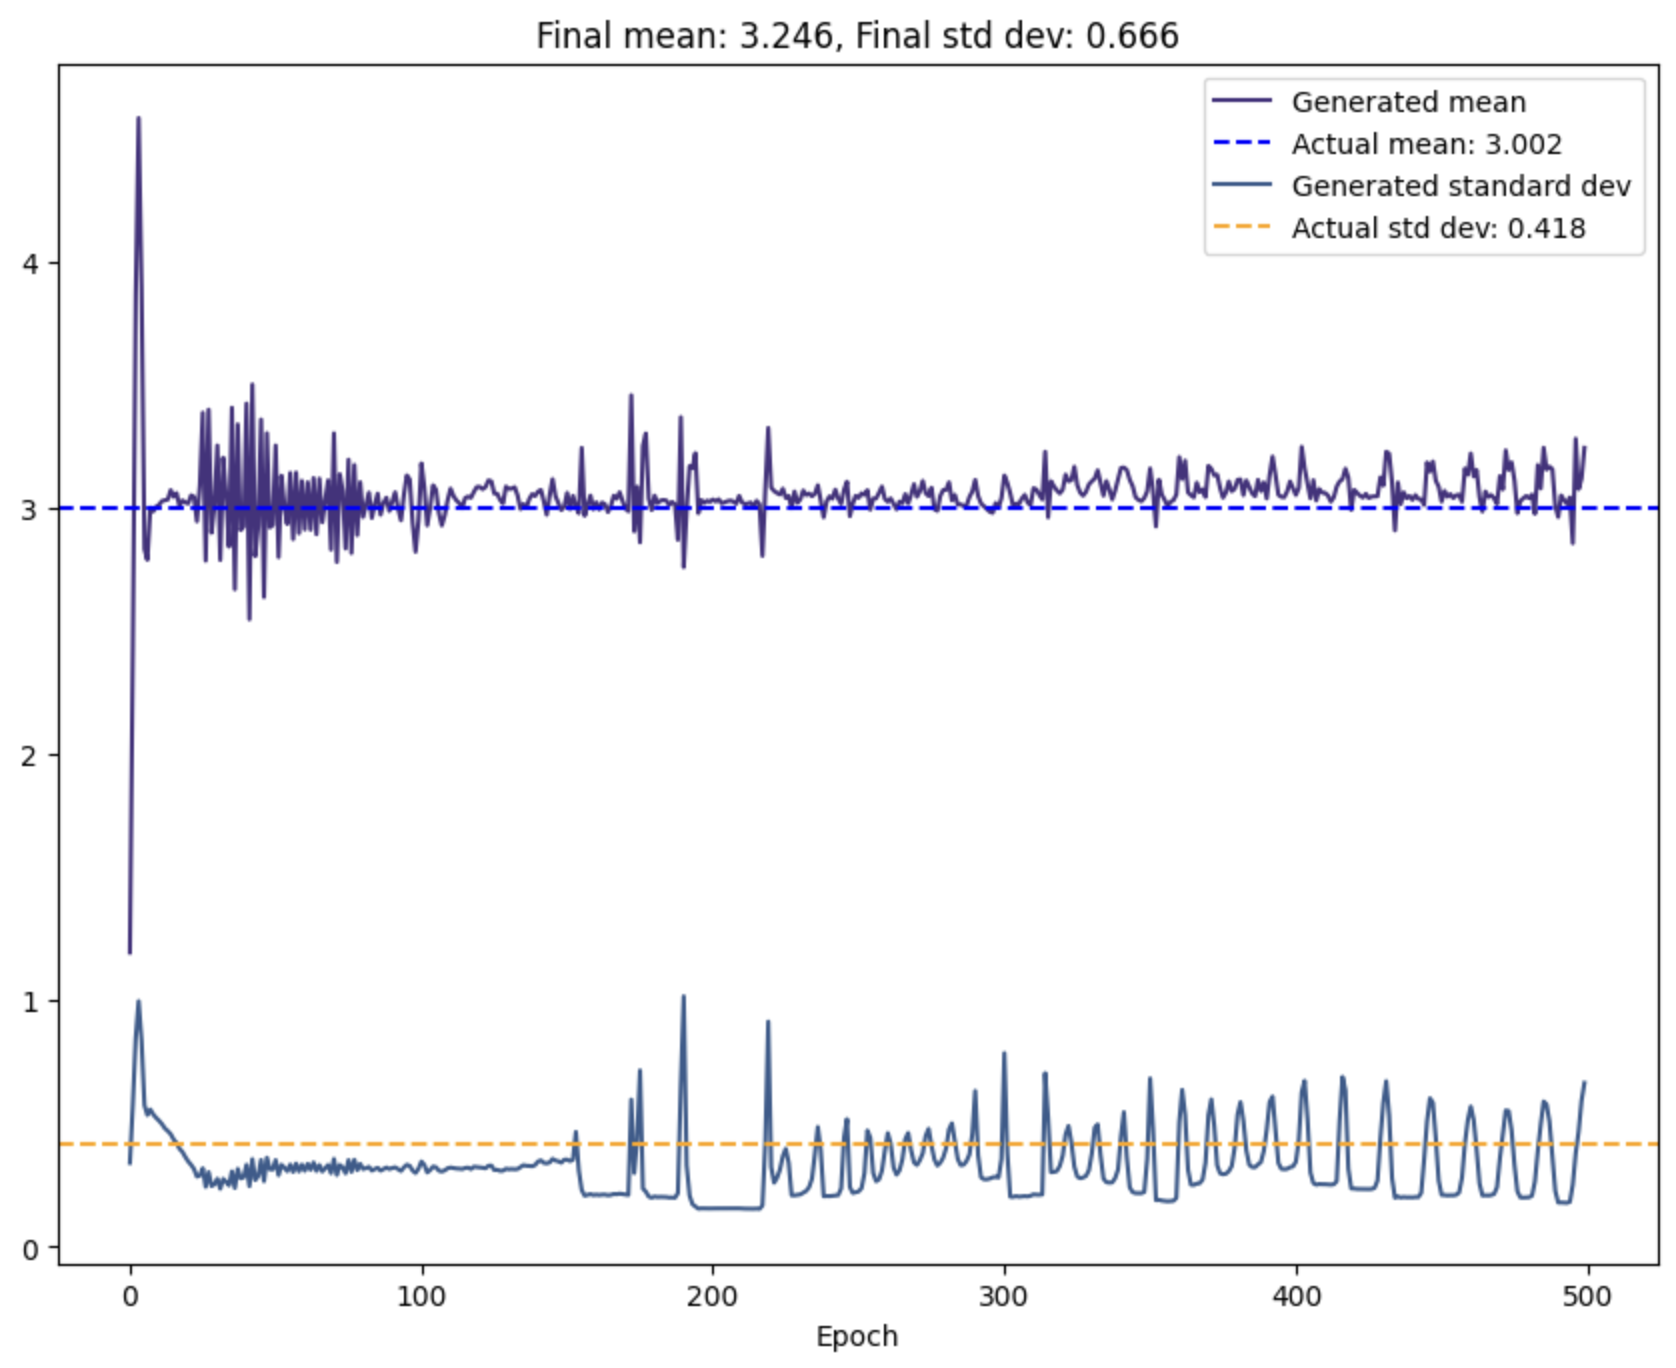 Final mean: 3.246, Final std dev: 0.666
Generated mean
Actual mean: 3.002
Generated standard dev
Actual std dev: 0.418
4
3
2
1
0
0 100 200 300 400 500
Epoch